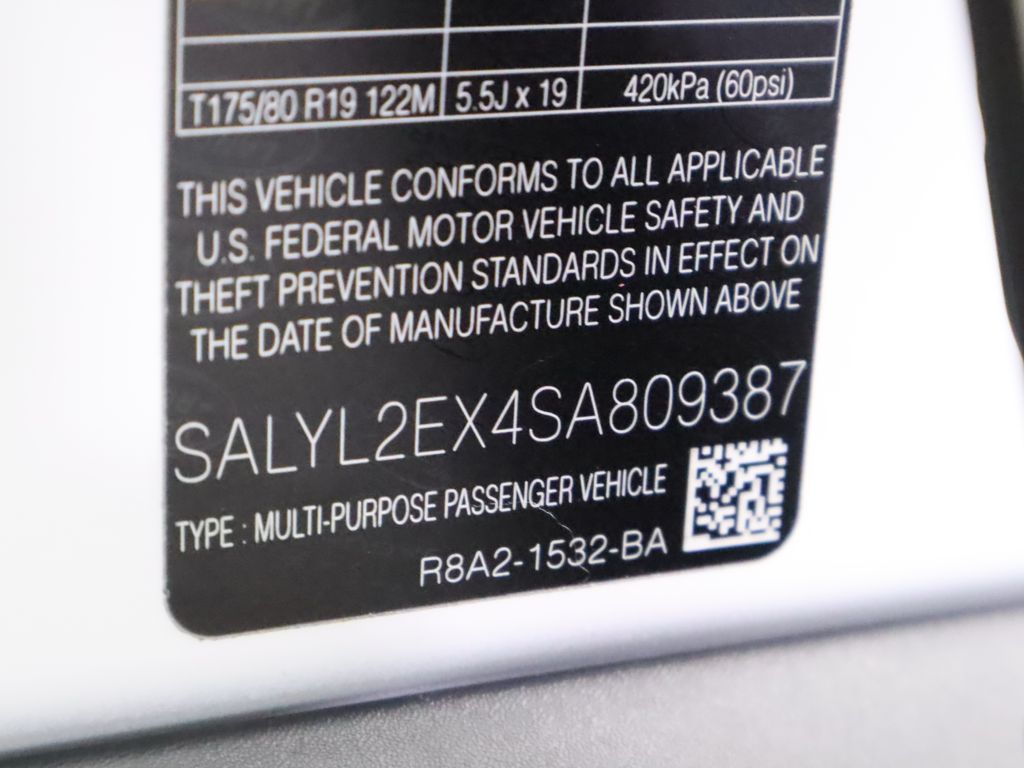 T175/80 R19 122M 5.5J x 19 420kPa (60psi)
THIS VEHICLE CONFORMS TO ALL APPLICABLE
U.S. FEDERAL MOTOR VEHICLE SAFETY AND
THEFT PREVENTION STANDARDS IN EFFECT ON
THE DATE OF MANUFACTURE SHOWN ABOVE
SALYL2EX4SA809387
TYPE : MULTI-PURPOSE PASSENGER VEHICLE
R8A2-1532-BA